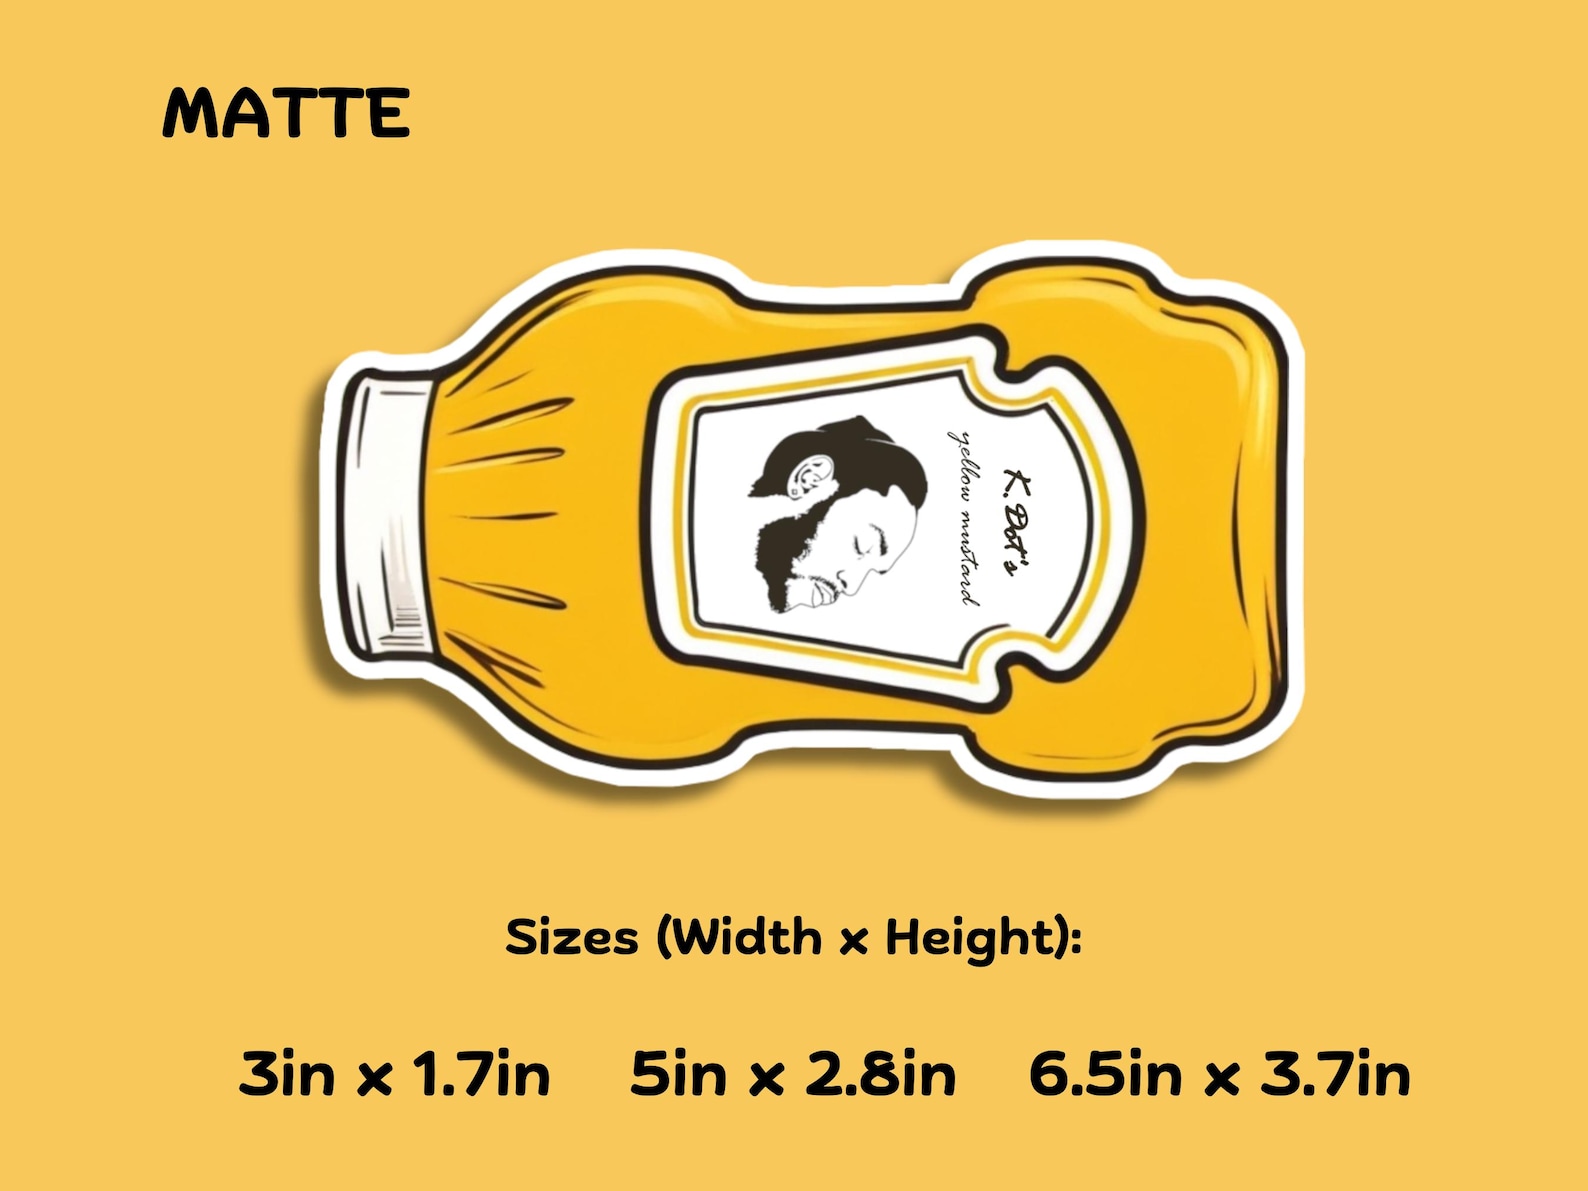 MATTE
K. Dot's
yellow mustard
Sizes (Width x Height):
3in x 1.7in 5in x 2.8in 6.5in x 3.7in